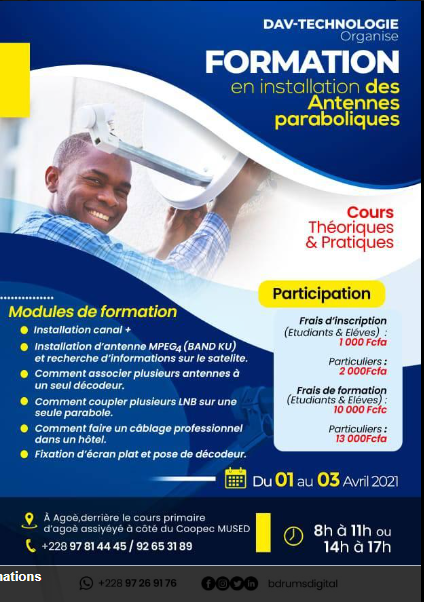 DAV-TECHNOLOGIE
Organise
FORMATION
en installation des
Antennes
paraboliques
Cours
Théoriques
& Pratiques
Modules de formation
Installation canal +
Installation d'antenne MPEG4 (BAND KU)
et recherche d'informations sur le satelite.
Comment associer plusieurs antennes à
un seul décodeur.
Comment coupler plusieurs LNB sur une
seule parabole.
Comment faire un câblage professionnel
dans un hôtel.
Fixation d'écran plat et pose de décodeur.
Participation
Frais d'inscription
(Etudiants & Eléves) :
1 000 Fcfa
Particuliers :
2 000Fcfa
Frais de formation
(Etudiants & Eléves) :
10 000 Fcfc
Particuliers :
13 000Fcfa
Du 01 au 03 Avril 2021
À Agoè,derrière le cours primaire
d'agoè assiyéyé à côté du Coopec MUSED
+228 97 81 44 45 / 92 65 31 89
8h à 11h ou
14h à 17h
nations
+228 97 26 91 76
bdrumsdigital